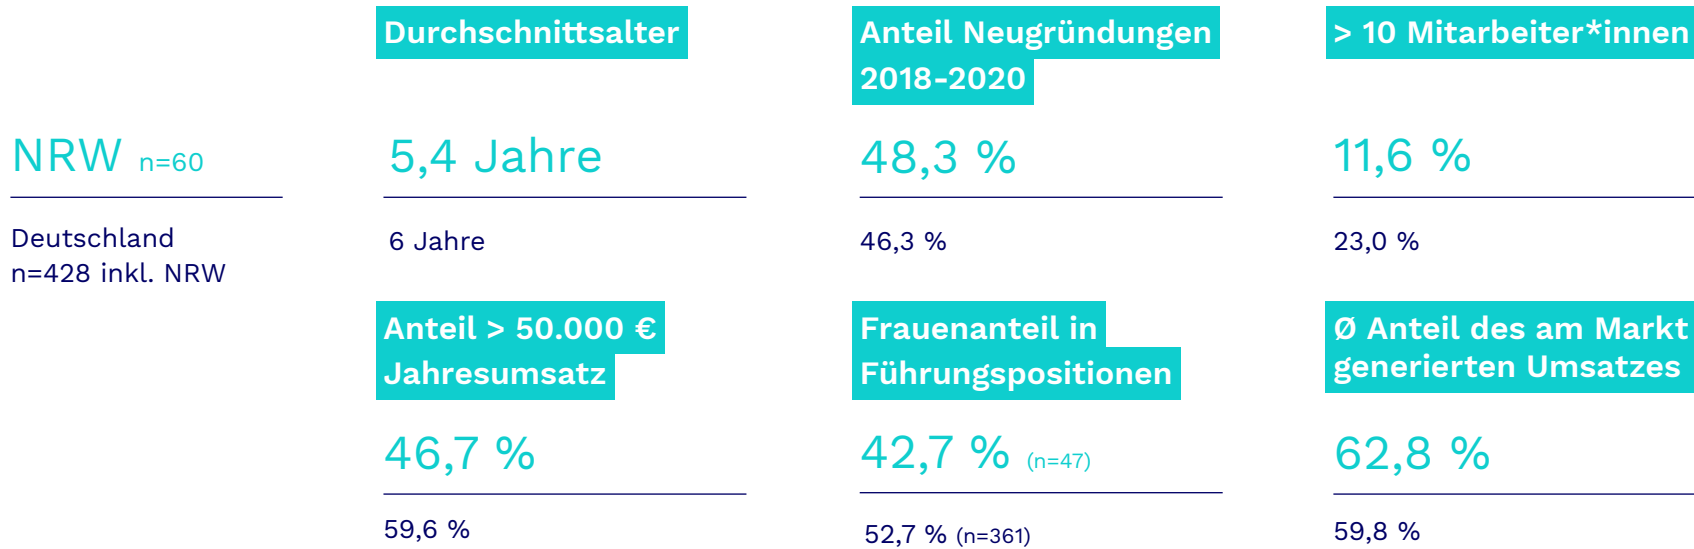 Durchschnittsalter
Anteil Neugründungen
2018-2020
> 10 Mitarbeiter*innen
NRW n=60
5,4 Jahre
48,3 %
11,6 %
Deutschland
n=428 inkl. NRW
6 Jahre
46,3 %
23,0 %
Anteil > 50.000 €
Jahresumsatz
Frauenanteil in
Führungspositionen
Ø Anteil des am Markt
generierten Umsatzes
46,7 %
42,7 % (n=47)
62,8 %
59,6 %
52,7 % (n=361)
59,8 %